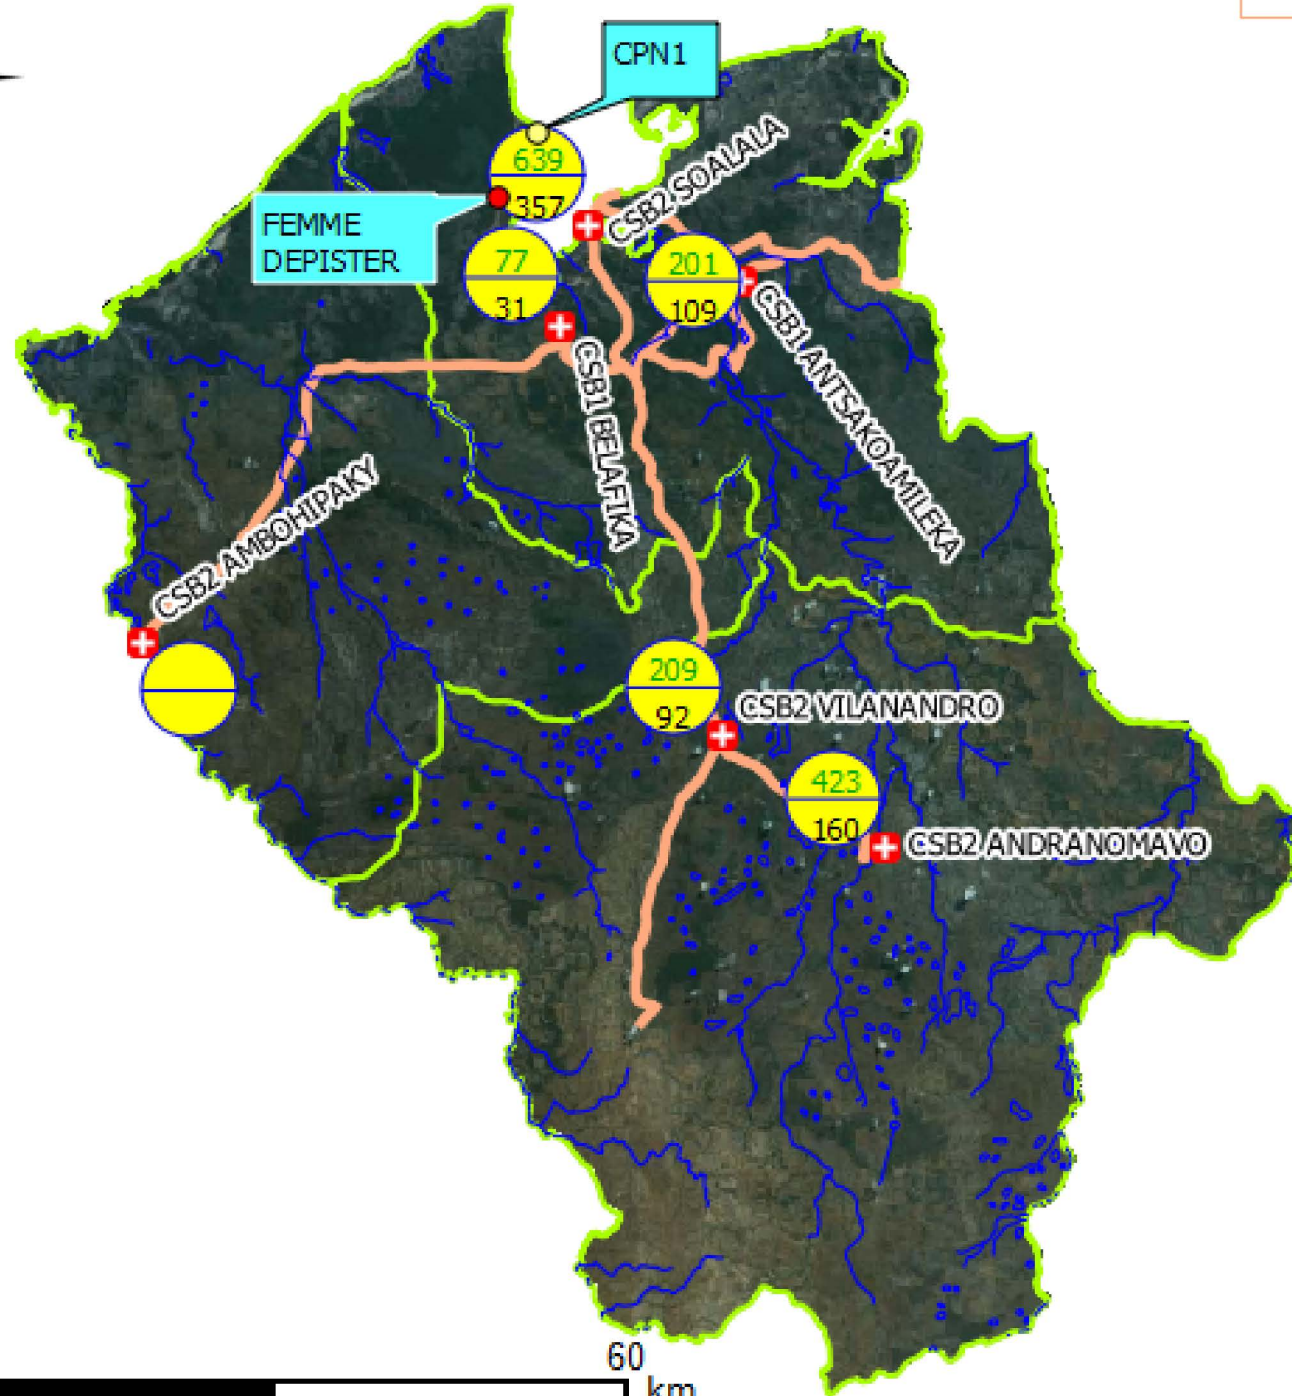 CPN1
639
357
FEMME
DEPISTER
CSB2 SOALALA
77
31
201
109
CSB1 ANTSAKOAMILEKA
CSB1 BELAFIKA
CSB2 AMBOHIPAKY
209
92
CSB2 VILANANDRO
423
160
CSB2 ANDRANOMAVO
60
km